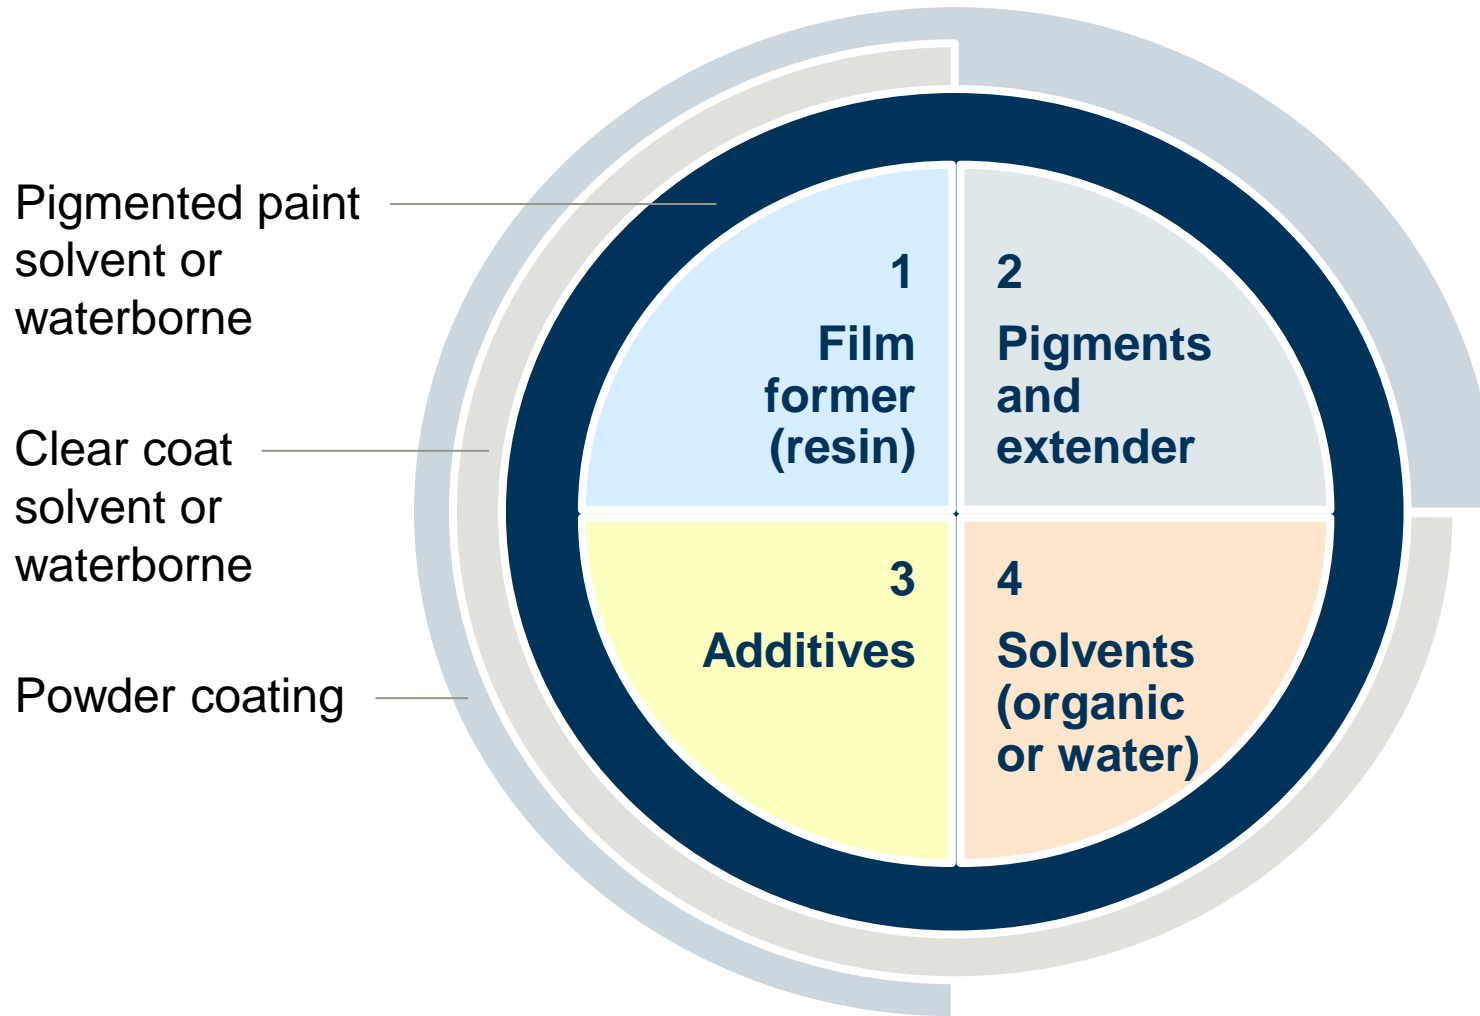 Pigmented paint
solvent or
waterborne
Clear coat
solvent or
waterborne
Powder coating
1
Film
former
(resin)
2
Pigments
and
extender
3
Additives
4
Solvents
(organic
or water)